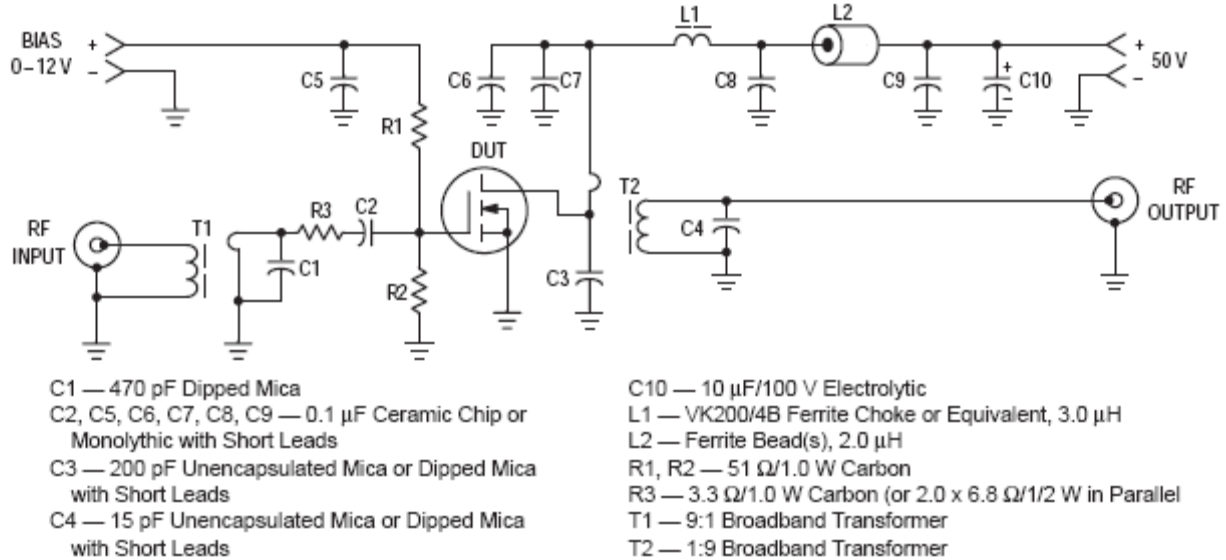 L1
L2
BIAS
0–12 V
+
–
C5
C6
C7
C8
C9
+
–
C10
+
–
50 V
R1
DUT
RF
INPUT
T1
R3
C2
C1
R2
C3
T2
C4
RF
OUTPUT
C1 — 470 pF Dipped Mica
C2, C5, C6, C7, C8, C9 — 0.1 μF Ceramic Chip or
Monolythic with Short Leads
C3 — 200 pF Unencapsulated Mica or Dipped Mica
with Short Leads
C4 — 15 pF Unencapsulated Mica or Dipped Mica
with Short Leads
C10 — 10 μF/100 V Electrolytic
L1 — VK200/4B Ferrite Choke or Equivalent, 3.0 μH
L2 — Ferrite Bead(s), 2.0 μH
R1, R2 — 51 Ω/1.0 W Carbon
R3 — 3.3 Ω/1.0 W Carbon (or 2.0 x 6.8 Ω/1/2 W in Parallel
T1 — 9:1 Broadband Transformer
T2 — 1:9 Broadband Transformer